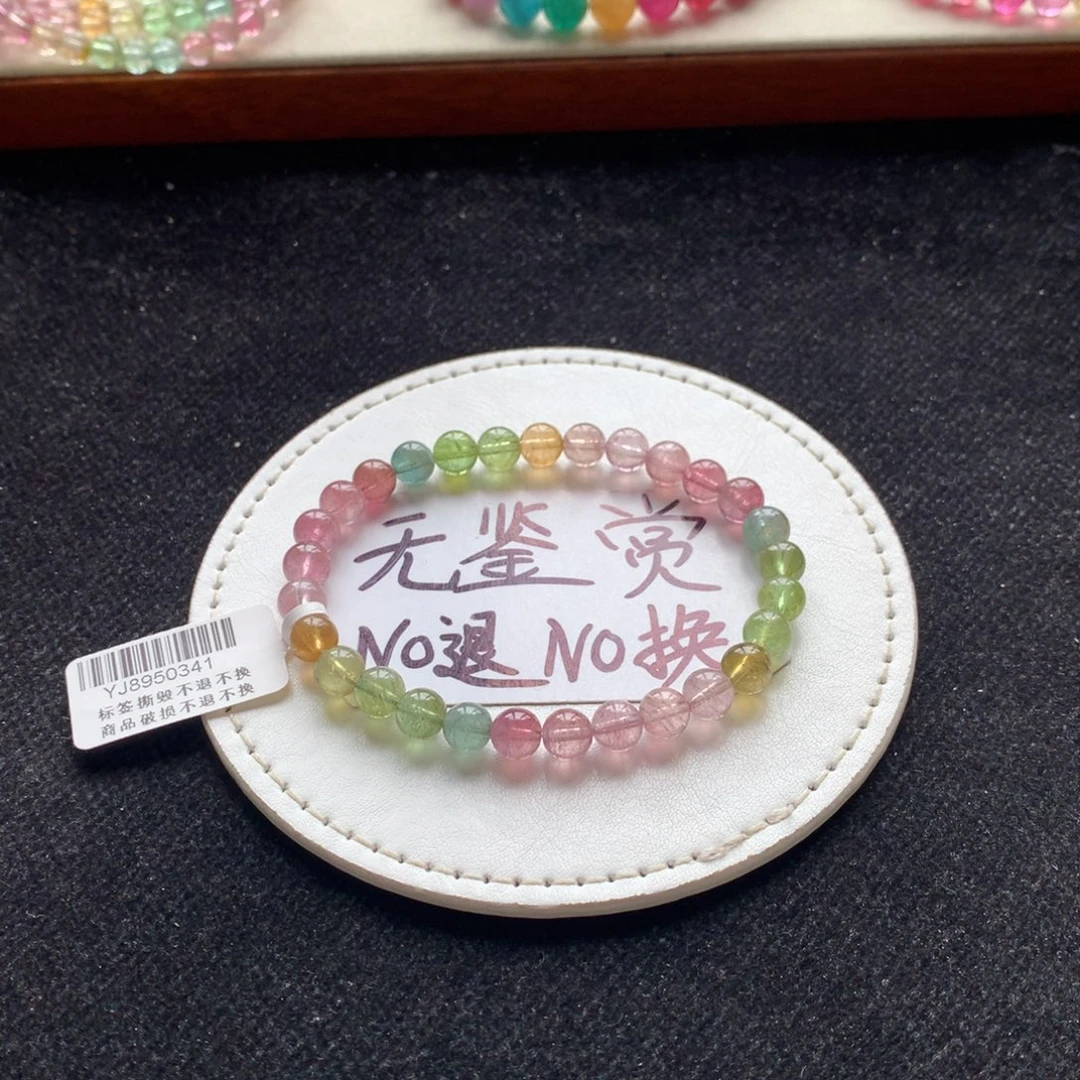 无鉴赏
NO退 NO换
YJ8950341
标签撕毁不退不换
商品破损不退不换